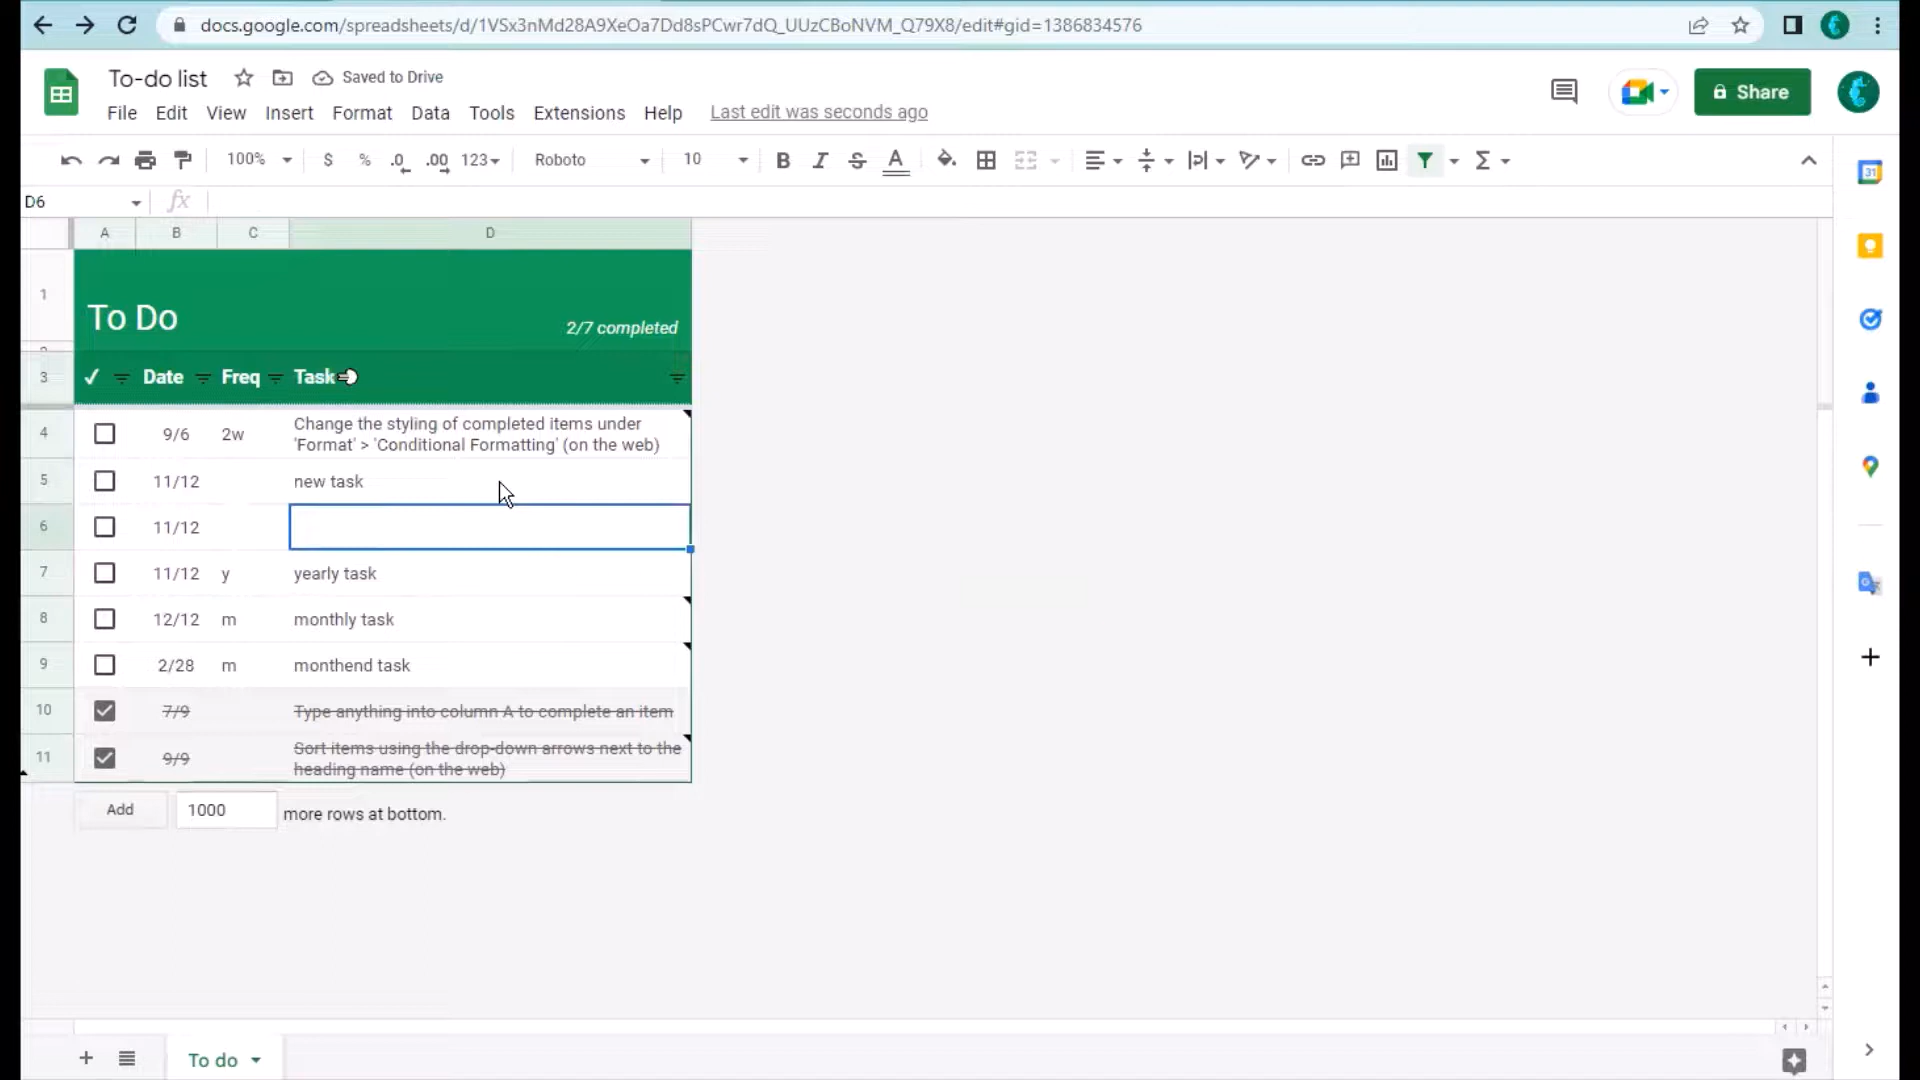 docs.google.com/spreadsheets/d/1VSx3nMd28A9XeOa7Dd8sPCwr7dQ_UUzCBoNVM_Q79X8/edit#gid=1386834576
To-do list Saved to Drive
File Edit View Insert Format Data Tools Extensions Help Last edit was seconds ago
Share
100% $ % .0 .00 123 Roboto 10 B I S A
D6 fx
A B C D
1 To Do 2/7 completed
3 ✓ Date Freq Task
4 9/6 2w Change the styling of completed items under
'Format' > 'Conditional Formatting' (on the web)
5 11/12 new task
6 11/12
7 11/12 y yearly task
8 12/12 m monthly task
9 2/28 m monthend task
10 7/9 Type anything into column A to complete an item
11 9/9 Sort items using the drop-down arrows next to the
heading name (on the web)
Add 1000 more rows at bottom.
To do
31